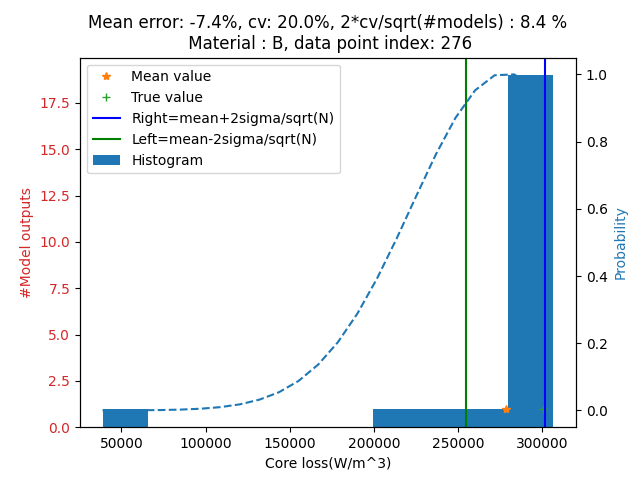 Mean error: -7.4%, cv: 20.0%, 2*cv/sqrt(#models) : 8.4 %
Material : B, data point index: 276
Mean value
True value
Right=mean+2sigma/sqrt(N)
Left=mean-2sigma/sqrt(N)
Histogram
#Model outputs
17.5
15.0
12.5
10.0
7.5
5.0
2.5
0.0
1.0
0.8
0.6
0.4
0.2
0.0
Probability
50000 100000 150000 200000 250000 300000
Core loss(W/m^3)